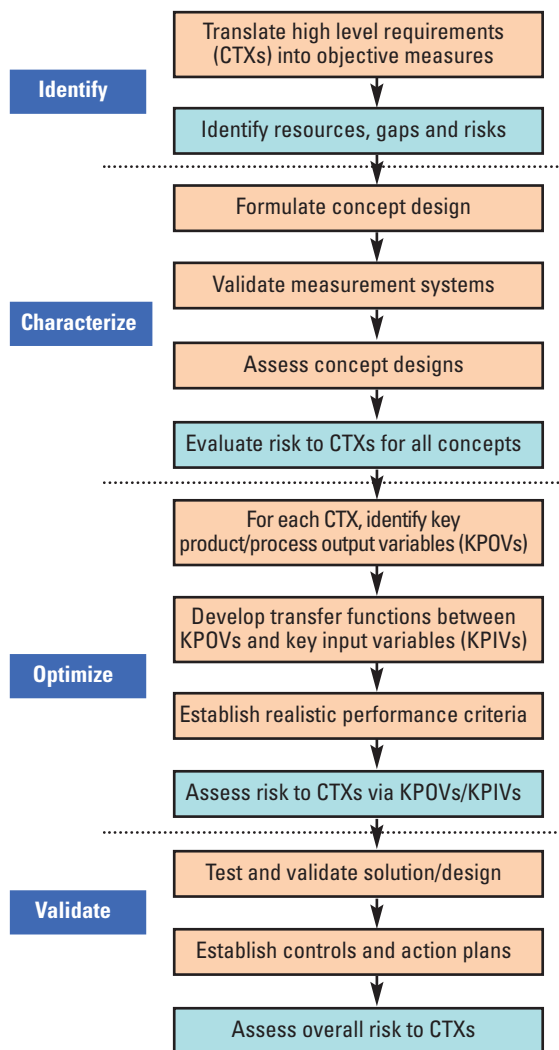 Identify
Translate high level requirements
(CTXs) into objective measures
Identify resources, gaps and risks
Characterize
Formulate concept design
Validate measurement systems
Assess concept designs
Evaluate risk to CTXs for all concepts
Optimize
For each CTX, identify key
product/process output variables (KPOVs)
Develop transfer functions between
KPOVs and key input variables (KPIVs)
Establish realistic performance criteria
Assess risk to CTXs via KPOVs/KPIVs
Validate
Test and validate solution/design
Establish controls and action plans
Assess overall risk to CTXs